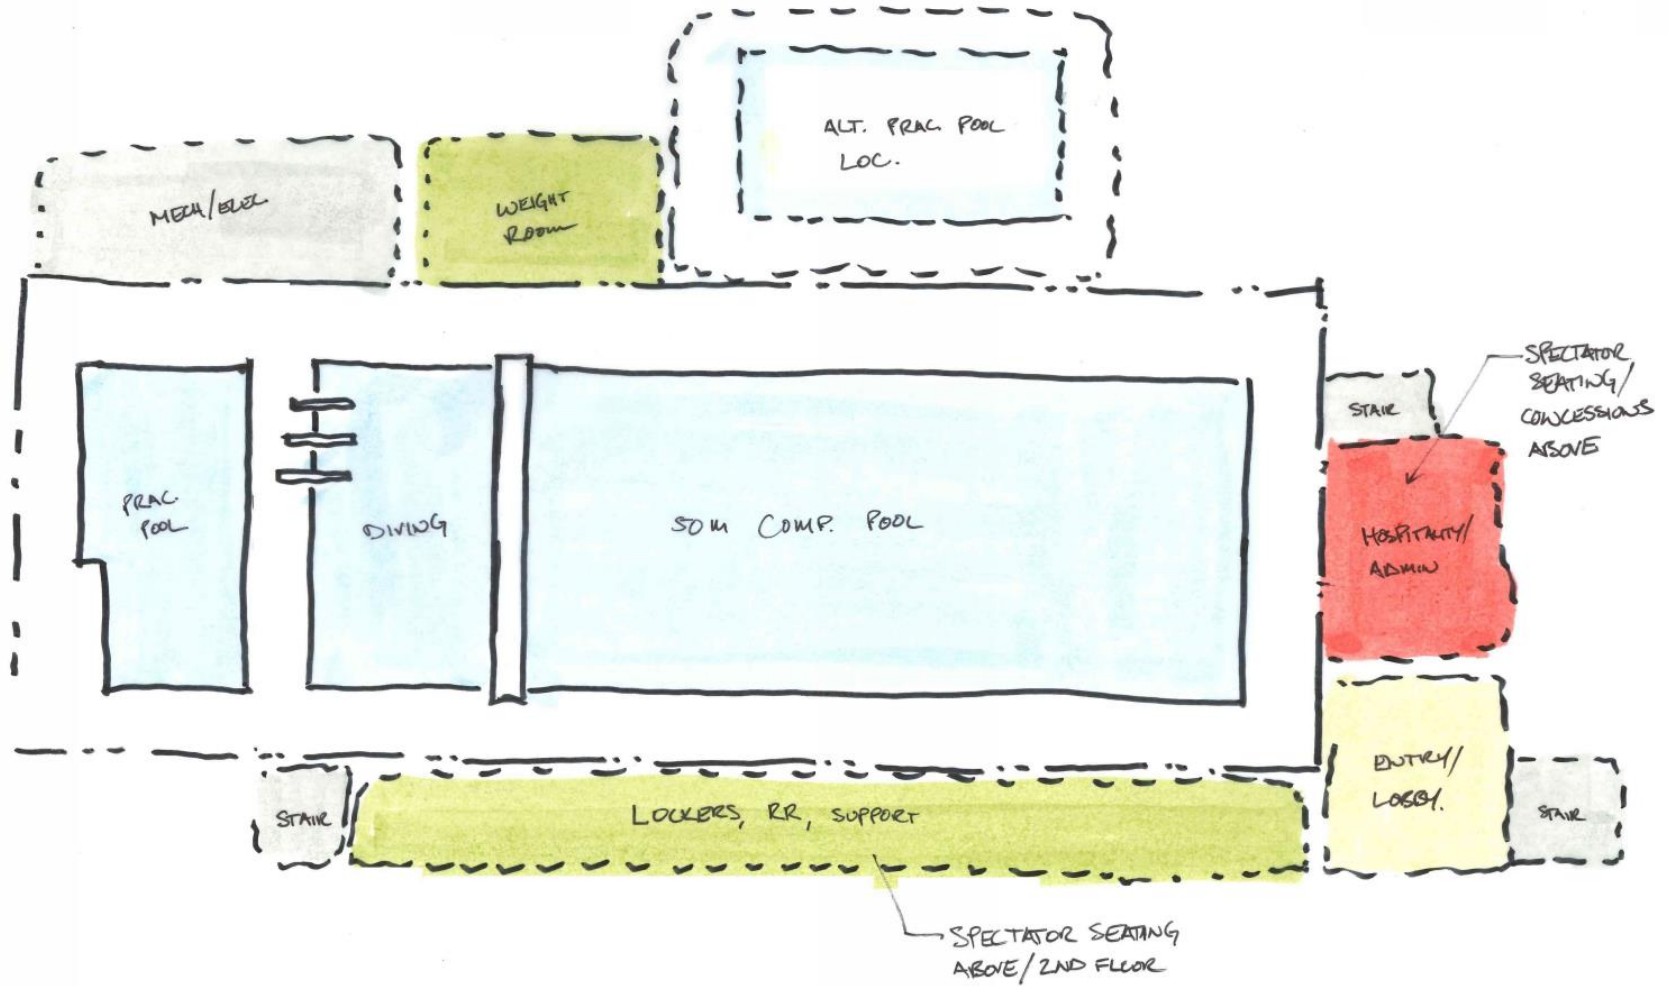 ALT. PRAC. POOL
LOC.
MECH/ELEC.
WEIGHT
ROOM
SPECTATOR
SEATING/
CONCESSIONS
ABOVE
STAIR
PRAC.
POOL
DIVING
50M COMP. POOL
HOSPITALITY/
ADMIN
ENTRY/
LOBBY.
STAIR
LOCKERS, RR, SUPPORT
STAIR
SPECTATOR SEATING
ABOVE/2ND FLOOR